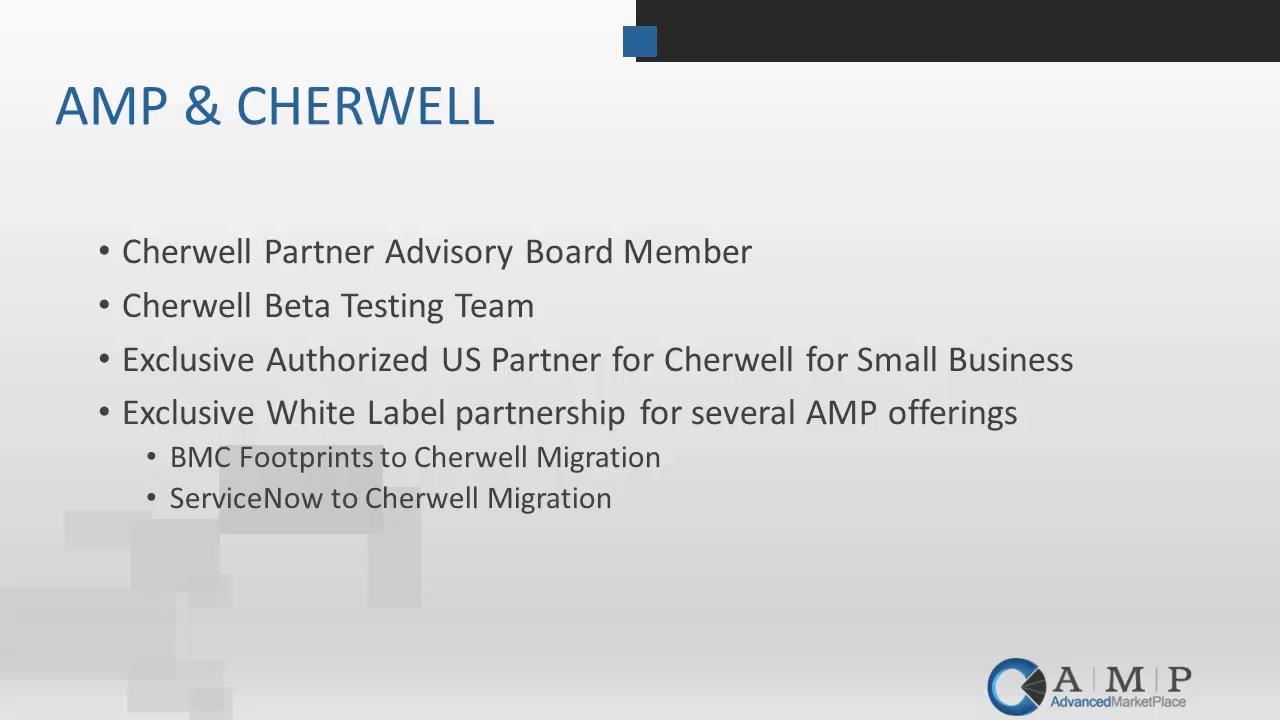 AMP & CHERWELL
• Cherwell Partner Advisory Board Member
• Cherwell Beta Testing Team
• Exclusive Authorized US Partner for Cherwell for Small Business
• Exclusive White Label partnership for several AMP offerings
• BMC Footprints to Cherwell Migration
• ServiceNow to Cherwell Migration
A|M|P
AdvancedMarketPlace